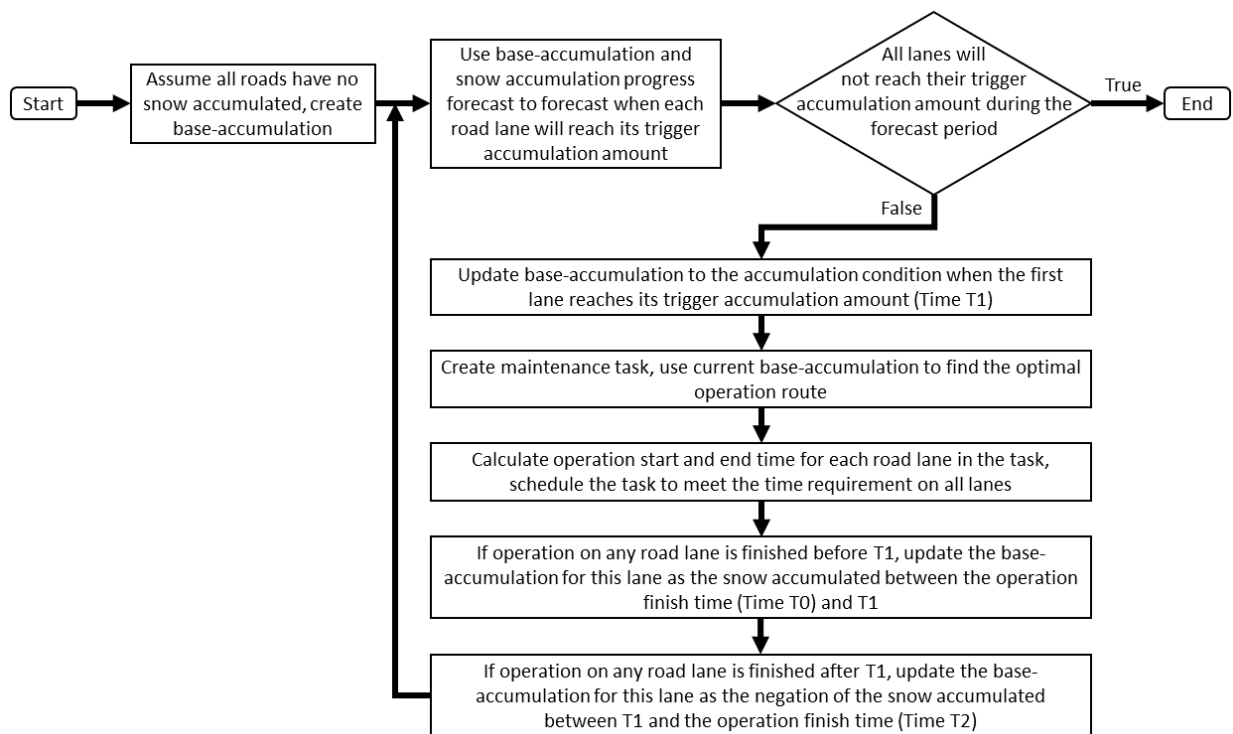 Start
Assume all roads have no
snow accumulated, create
base-accumulation
Use base-accumulation and
snow accumulation progress
forecast to forecast when each
road lane will reach its trigger
accumulation amount
All lanes will
not reach their trigger
accumulation amount during the
forecast period
True
End
False
Update base-accumulation to the accumulation condition when the first
lane reaches its trigger accumulation amount (Time T1)
Create maintenance task, use current base-accumulation to find the optimal
operation route
Calculate operation start and end time for each road lane in the task,
schedule the task to meet the time requirement on all lanes
If operation on any road lane is finished before T1, update the base-
accumulation for this lane as the snow accumulated between the operation
finish time (Time T0) and T1
If operation on any road lane is finished after T1, update the base-
accumulation for this lane as the negation of the snow accumulated
between T1 and the operation finish time (Time T2)